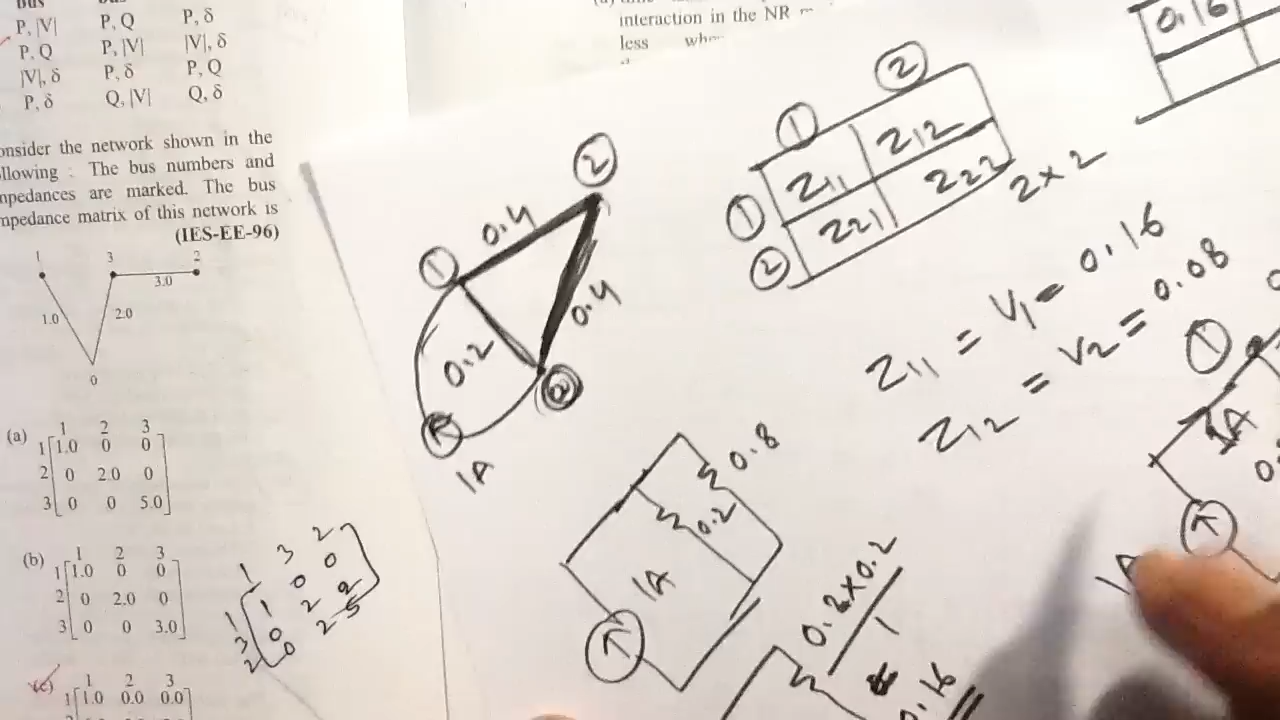 P, |V| P, Q P, δ
P, Q P, |V| |V|, δ
|V|, δ P, δ P, Q
P, δ Q, |V| Q, δ
interaction in the NR
less
onsider the network shown in the
llowing : The bus numbers and
npedances are marked. The bus
npedance matrix of this network is
(IES-EE-96)
1 3 2
3.0
1.0 2.0
0
(a) 1 2 3
1 1.0 0 0
2 0 2.0 0
3 0 0 5.0
(b) 1 2 3
1 1.0 0 0
2 0 2.0 0
3 0 0 3.0
(c) 1 2 3
1 1.0 0.0 0.0
1 3 2
1 1 0 0
3 0 2 2
2 0 2 5
2
0.4
1
0.4
0.2
1A
1 2
1 Z11 Z12
2 Z21 Z22
2×2
0.16
Z11 = V1 = 0.16
Z12 = V2 = 0.08
0.8
0.2
1A
0.8×0.2
1
0.16
1
1A
1A